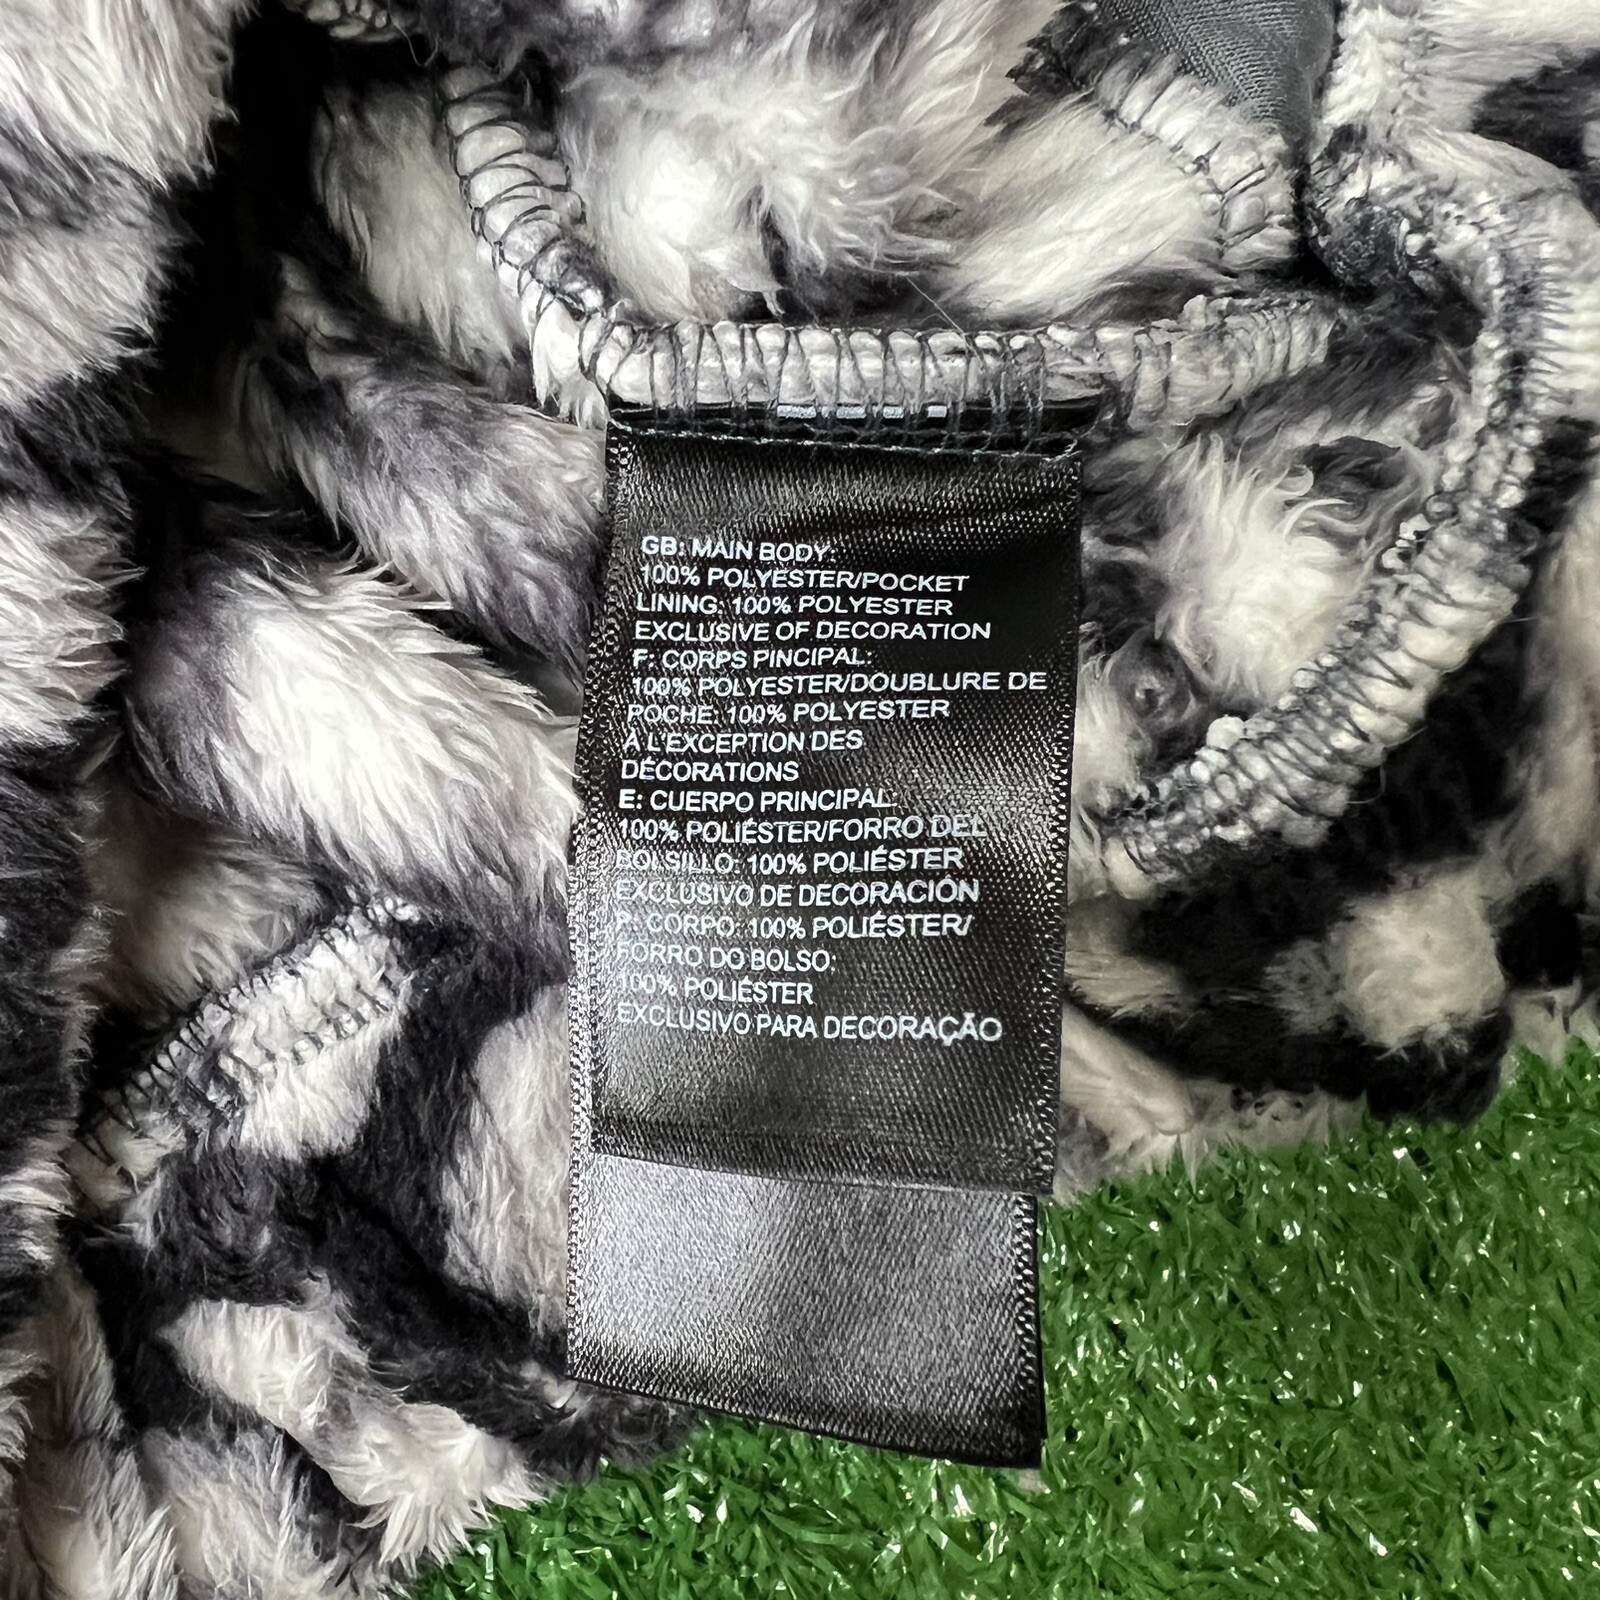 GB: MAIN BODY:
100% POLYESTER/POCKET
LINING: 100% POLYESTER
EXCLUSIVE OF DECORATION
F: CORPS PINCIPAL:
100% POLYESTER/DOUBLURE DE
POCHE: 100% POLYESTER
À L'EXCEPTION DES
DÉCORATIONS
E: CUERPO PRINCIPAL:
100% POLIÉSTER/FORRO DEL
BOLSILLO: 100% POLIÉSTER
EXCLUSIVO DE DECORACIÓN
P: CORPO: 100% POLIÉSTER/
FORRO DO BOLSO:
100% POLIÉSTER
EXCLUSIVO PARA DECORAÇÃO